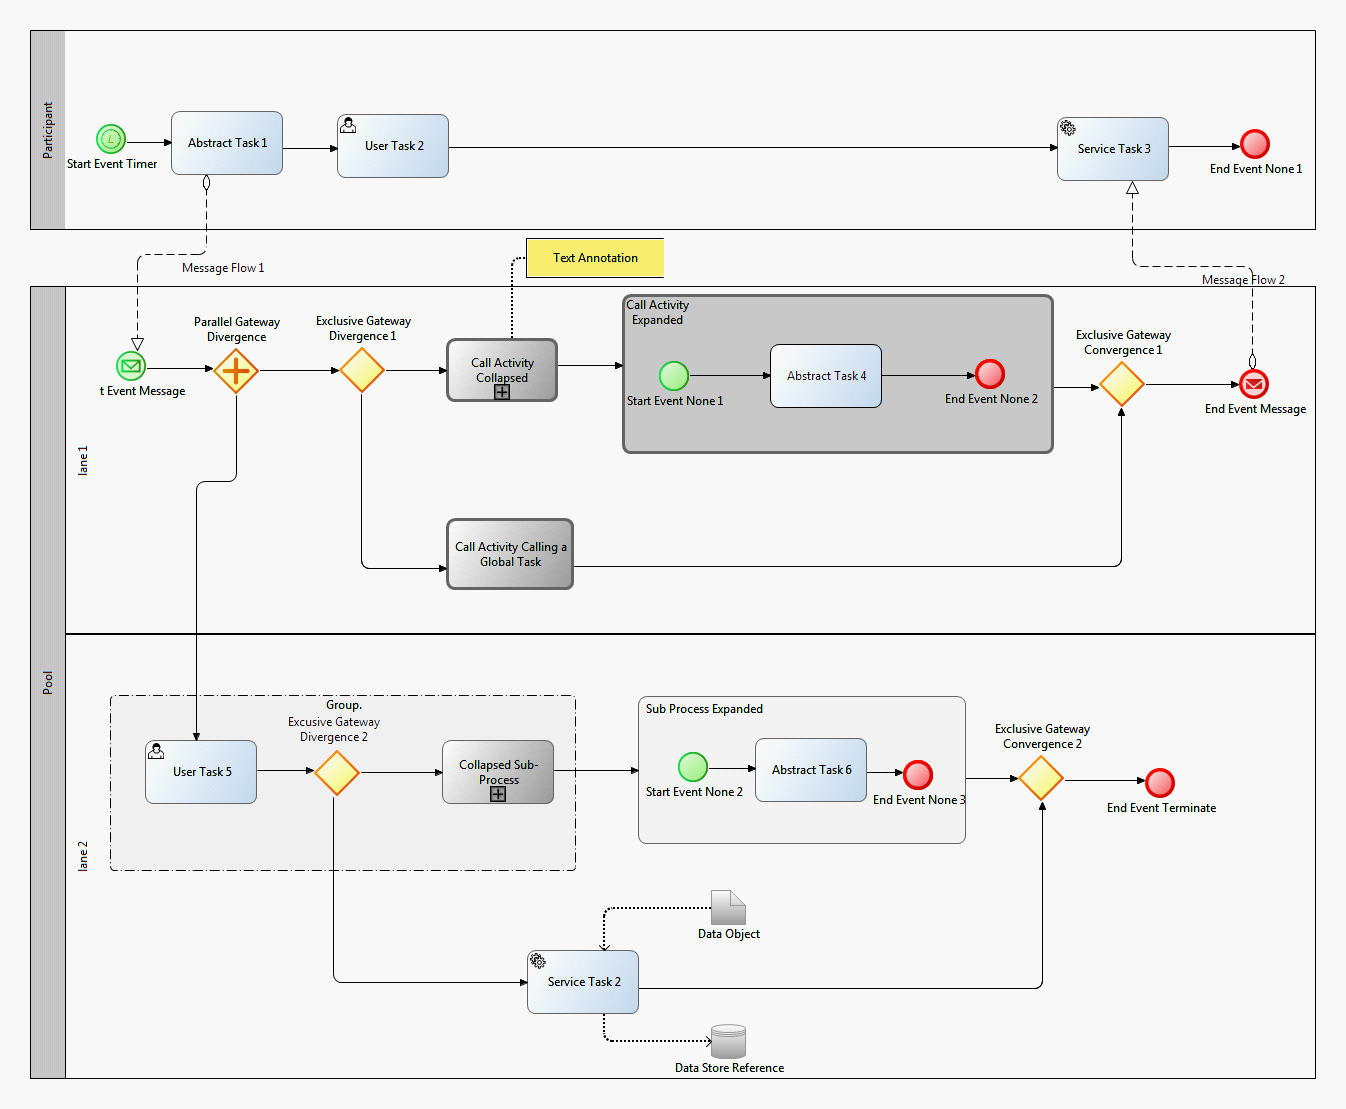 Participant
Start Event Timer
Abstract Task 1
User Task 2
Service Task 3
End Event None 1
Message Flow 1
Text Annotation
Message Flow 2
Pool
lane 1
t Event Message
Parallel Gateway
Divergence
Exclusive Gateway
Divergence 1
Call Activity
Collapsed
Call Activity
Expanded
Start Event None 1
Abstract Task 4
End Event None 2
Exclusive Gateway
Convergence 1
End Event Message
Call Activity Calling a
Global Task
lane 2
Group.
User Task 5
Excusive Gateway
Divergence 2
Collapsed Sub-
Process
Sub Process Expanded
Start Event None 2
Abstract Task 6
End Event None 3
Exclusive Gateway
Convergence 2
End Event Terminate
Data Object
Service Task 2
Data Store Reference